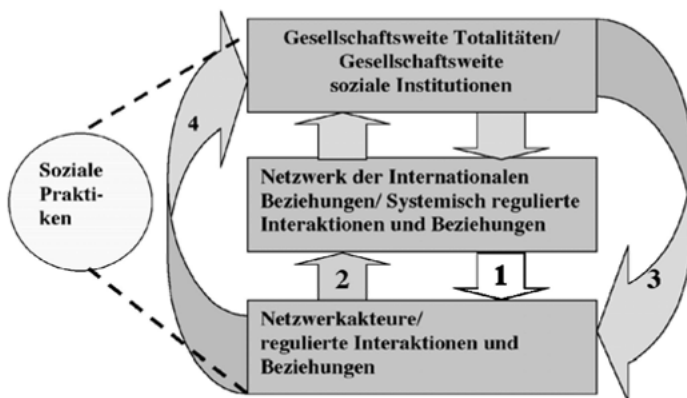 Gesellschaftsweite Totalitäten/
Gesellschaftsweite
soziale Institutionen
4
Soziale
Prakti-
ken
Netzwerk der Internationalen
Beziehungen/ Systemisch regulierte
Interaktionen und Beziehungen
2
1
3
Netzwerkakteure/
regulierte Interaktionen und
Beziehungen